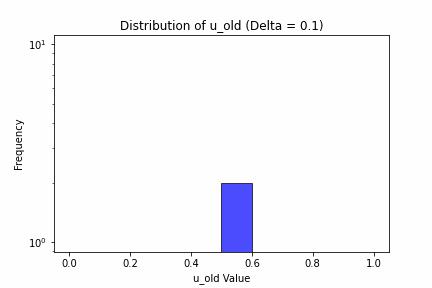 Distribution of u_old (Delta = 0.1)
10¹
Frequency
10⁰
0.0 0.2 0.4 0.6 0.8 1.0
u_old Value